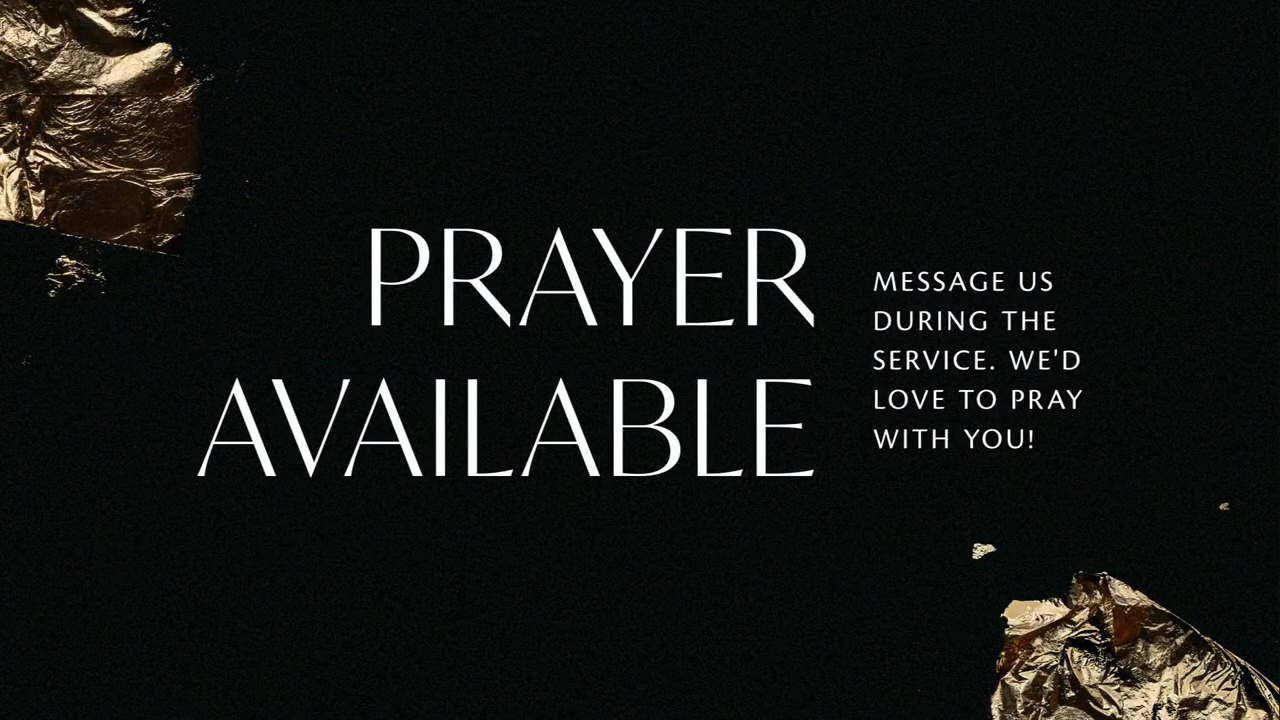 PRAYER
AVAILABLE
MESSAGE US
DURING THE
SERVICE. WE'D
LOVE TO PRAY
WITH YOU!